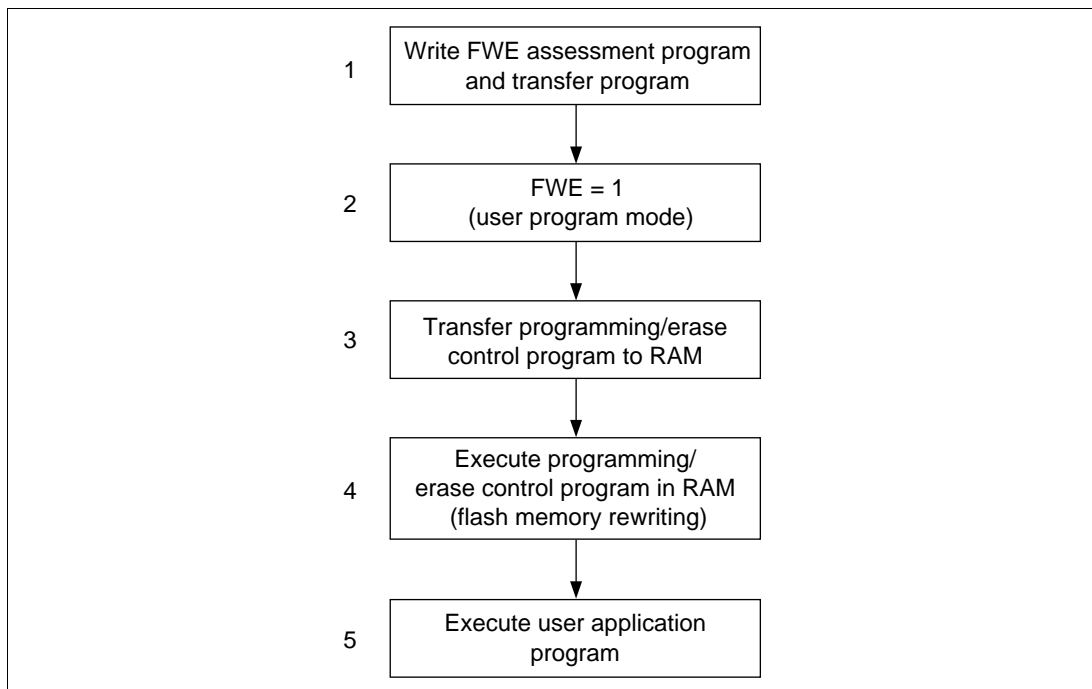 1
Write FWE assessment program
and transfer program
2
FWE = 1
(user program mode)
3
Transfer programming/erase
control program to RAM
4
Execute programming/
erase control program in RAM
(flash memory rewriting)
5
Execute user application
program